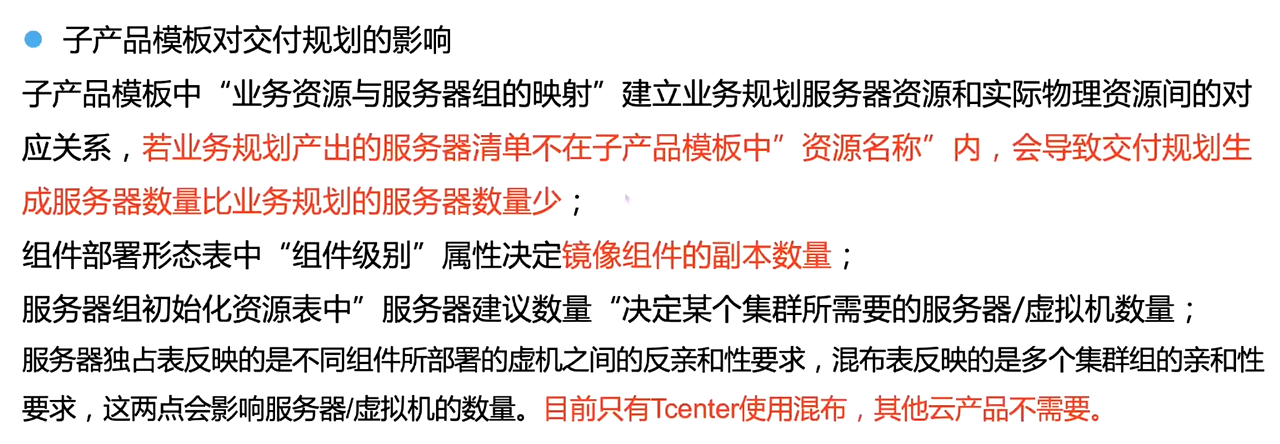 ● 子产品模板对交付规划的影响
子产品模板中“业务资源与服务器组的映射”建立业务规划服务器资源和实际物理资源间的对
应关系，若业务规划产出的服务器清单不在子产品模板中”资源名称”内，会导致交付规划生
成服务器数量比业务规划的服务器数量少；
组件部署形态表中“组件级别”属性决定镜像组件的副本数量；
服务器组初始化资源表中”服务器建议数量“决定某个集群所需要的服务器/虚拟机数量；
服务器独占表反映的是不同组件所部署的虚机之间的反亲和性要求，混布表反映的是多个集群组的亲和性
要求，这两点会影响服务器/虚拟机的数量。目前只有Tcenter使用混布，其他云产品不需要。